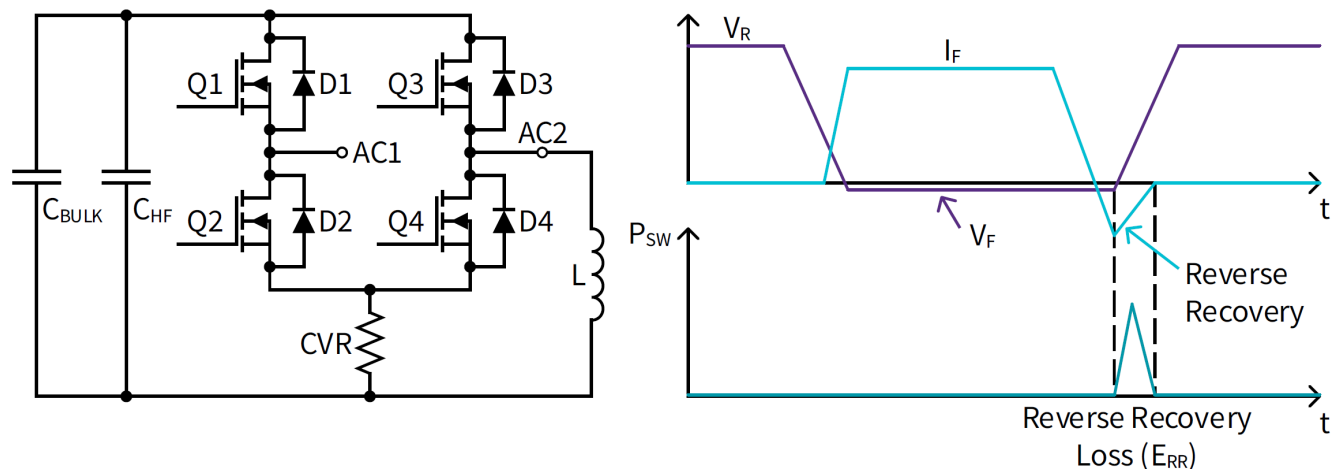 Q1
D1
Q3
D3
AC1
AC2
C_BULK
C_HF
Q2
D2
Q4
D4
L
CVR
V_R
I_F
t
V_F
P_SW
Reverse
Recovery
t
Reverse Recovery
Loss (E_RR)